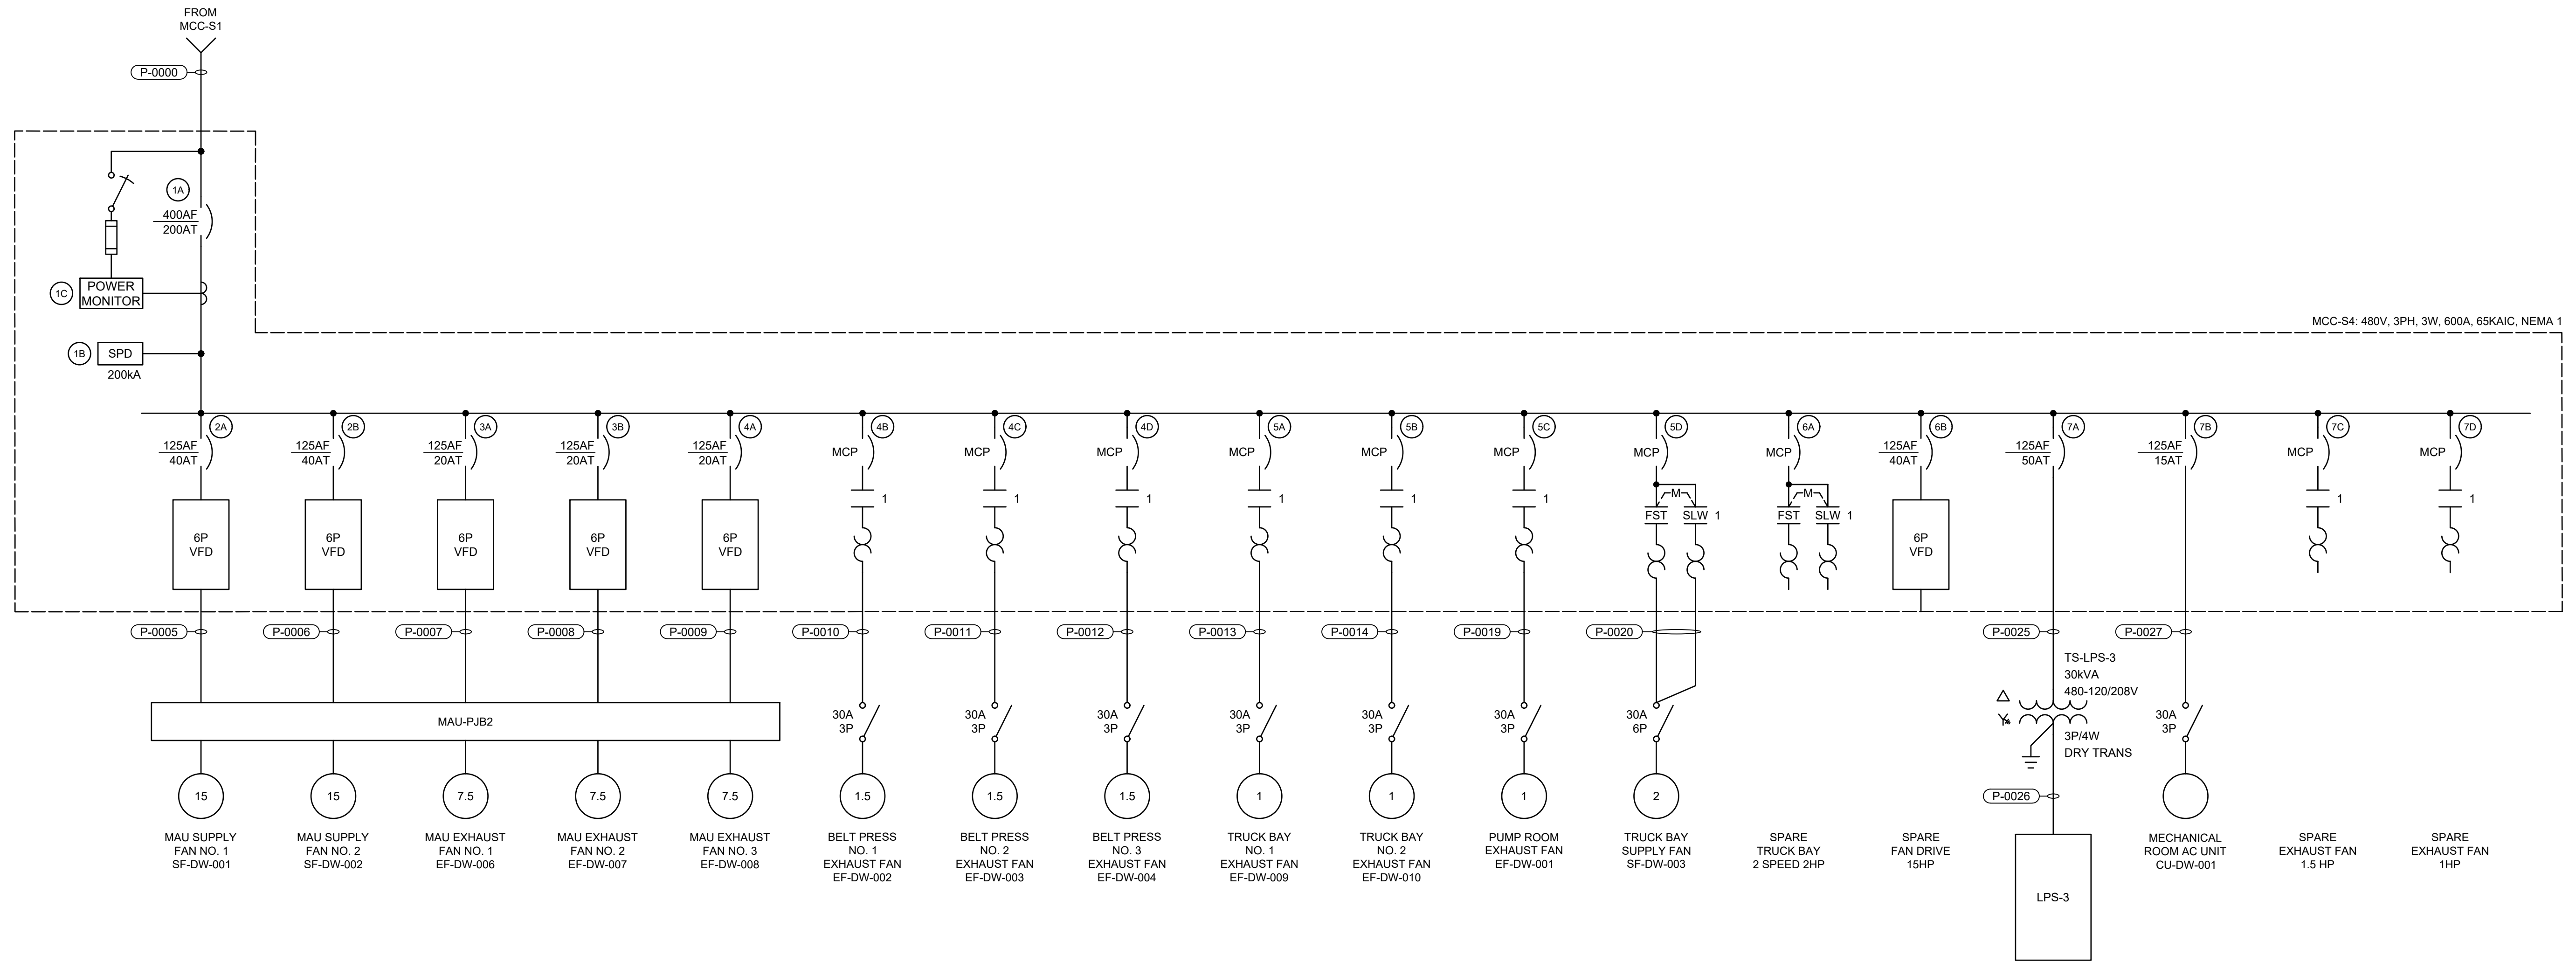 FROM
MCC-S1
P-0000
1A
400AF
200AT
1C
POWER
MONITOR
1B
SPD
200kA
MCC-S4: 480V, 3PH, 3W, 600A, 65KAIC, NEMA 1
2A
2B
3A
3B
4A
4B
4C
4D
5A
5B
5C
5D
6A
6B
7A
7B
7C
7D
125AF
40AT
125AF
40AT
125AF
20AT
125AF
20AT
125AF
20AT
MCP
MCP
MCP
MCP
MCP
MCP
MCP
MCP
125AF
40AT
125AF
50AT
125AF
15AT
MCP
MCP
1
1
1
1
1
1
M
FST
SLW
1
M
FST
SLW
1
1
1
6P
VFD
6P
VFD
6P
VFD
6P
VFD
6P
VFD
6P
VFD
P-0005
P-0006
P-0007
P-0008
P-0009
P-0010
P-0011
P-0012
P-0013
P-0014
P-0019
P-0020
P-0025
P-0027
TS-LPS-3
30kVA
480-120/208V
3P/4W
DRY TRANS
MAU-PJB2
30A
3P
30A
3P
30A
3P
30A
3P
30A
3P
30A
3P
30A
6P
30A
3P
15
15
7.5
7.5
7.5
1.5
1.5
1.5
1
1
1
2
P-0026
MAU SUPPLY
FAN NO. 1
SF-DW-001
MAU SUPPLY
FAN NO. 2
SF-DW-002
MAU EXHAUST
FAN NO. 1
EF-DW-006
MAU EXHAUST
FAN NO. 2
EF-DW-007
MAU EXHAUST
FAN NO. 3
EF-DW-008
BELT PRESS
NO. 1
EXHAUST FAN
EF-DW-002
BELT PRESS
NO. 2
EXHAUST FAN
EF-DW-003
BELT PRESS
NO. 3
EXHAUST FAN
EF-DW-004
TRUCK BAY
NO. 1
EXHAUST FAN
EF-DW-009
TRUCK BAY
NO. 2
EXHAUST FAN
EF-DW-010
PUMP ROOM
EXHAUST FAN
EF-DW-001
TRUCK BAY
SUPPLY FAN
SF-DW-003
SPARE
TRUCK BAY
2 SPEED 2HP
SPARE
FAN DRIVE
15HP
LPS-3
MECHANICAL
ROOM AC UNIT
CU-DW-001
SPARE
EXHAUST FAN
1.5 HP
SPARE
EXHAUST FAN
1HP